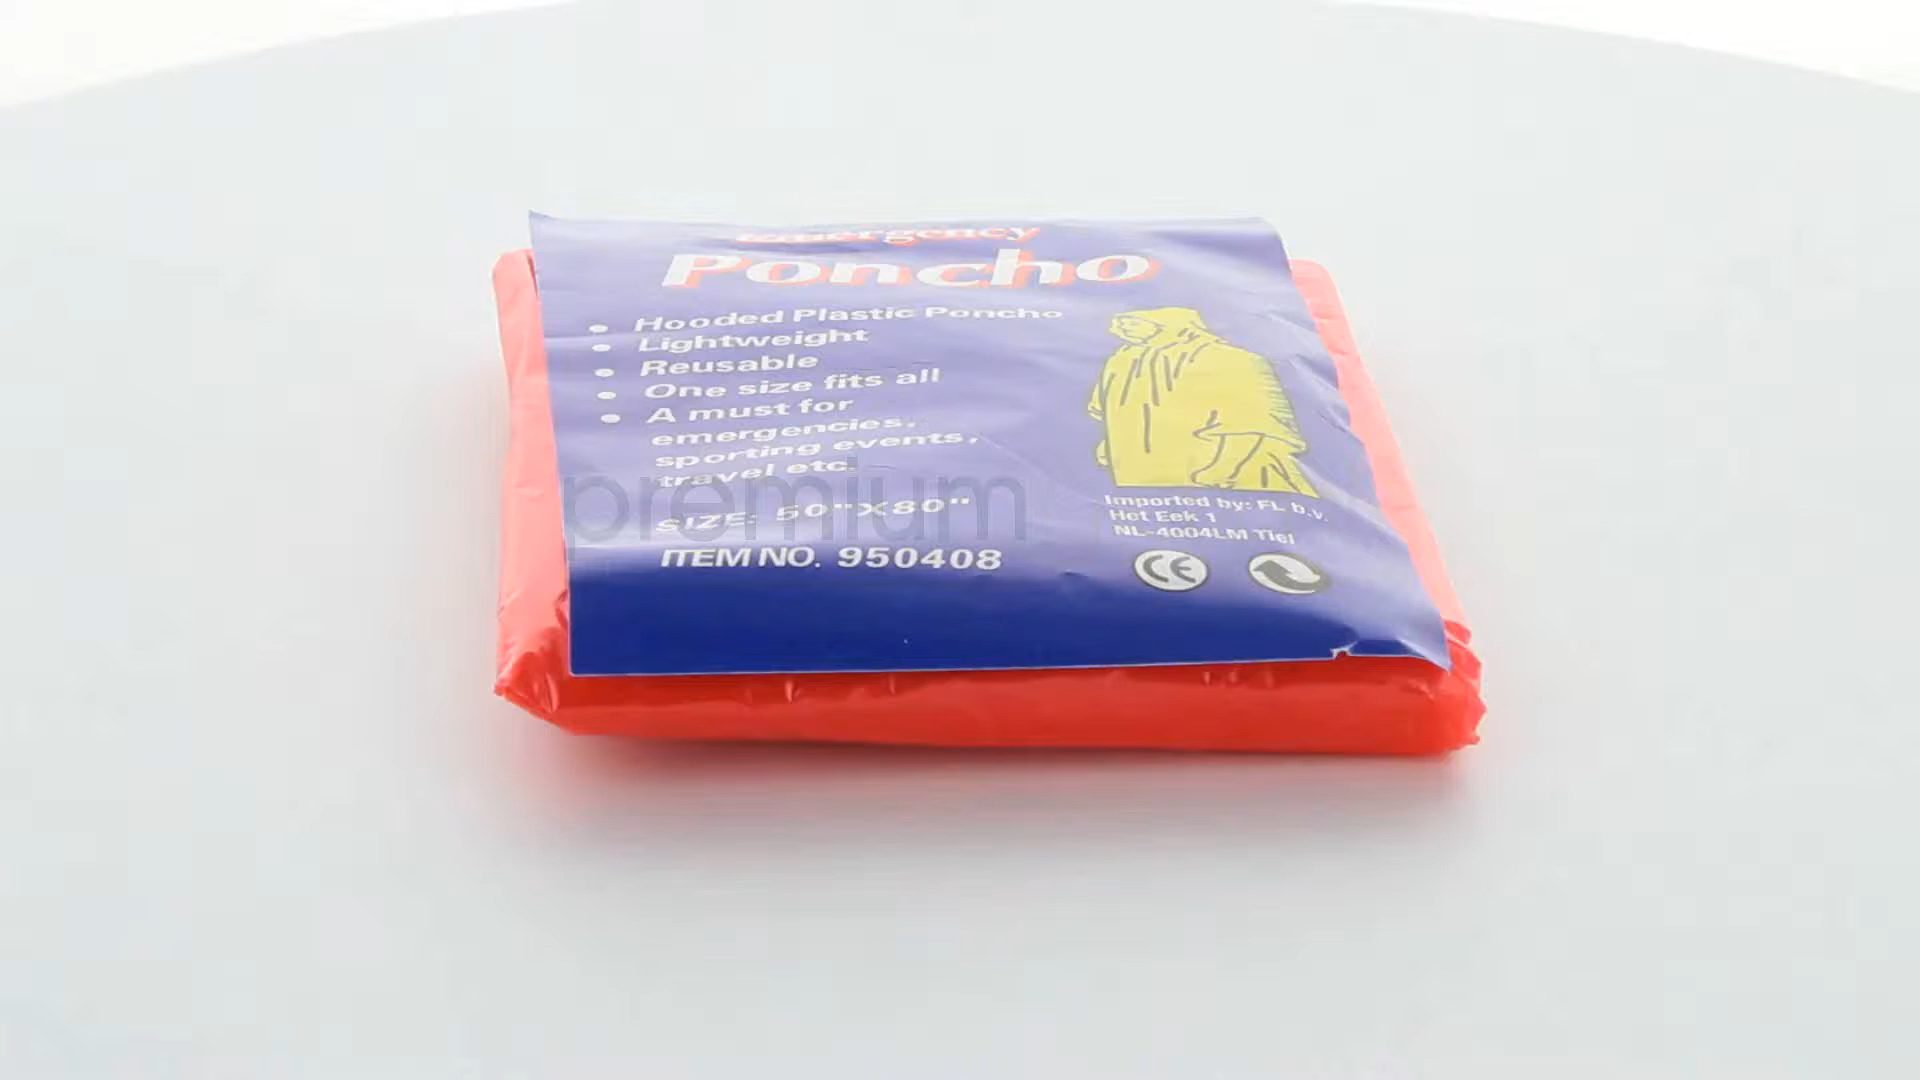 emergency
Poncho
• Hooded Plastic Poncho
• Lightweight
• Reusable
• One size fits all
• A must for
emergencies,
sporting events,
travel etc.
SIZE: 50"X80"
ITEM NO. 950408
Imported by: FL b.v.
Het Eek 1
NL-4004LM Tiel
CE
premium